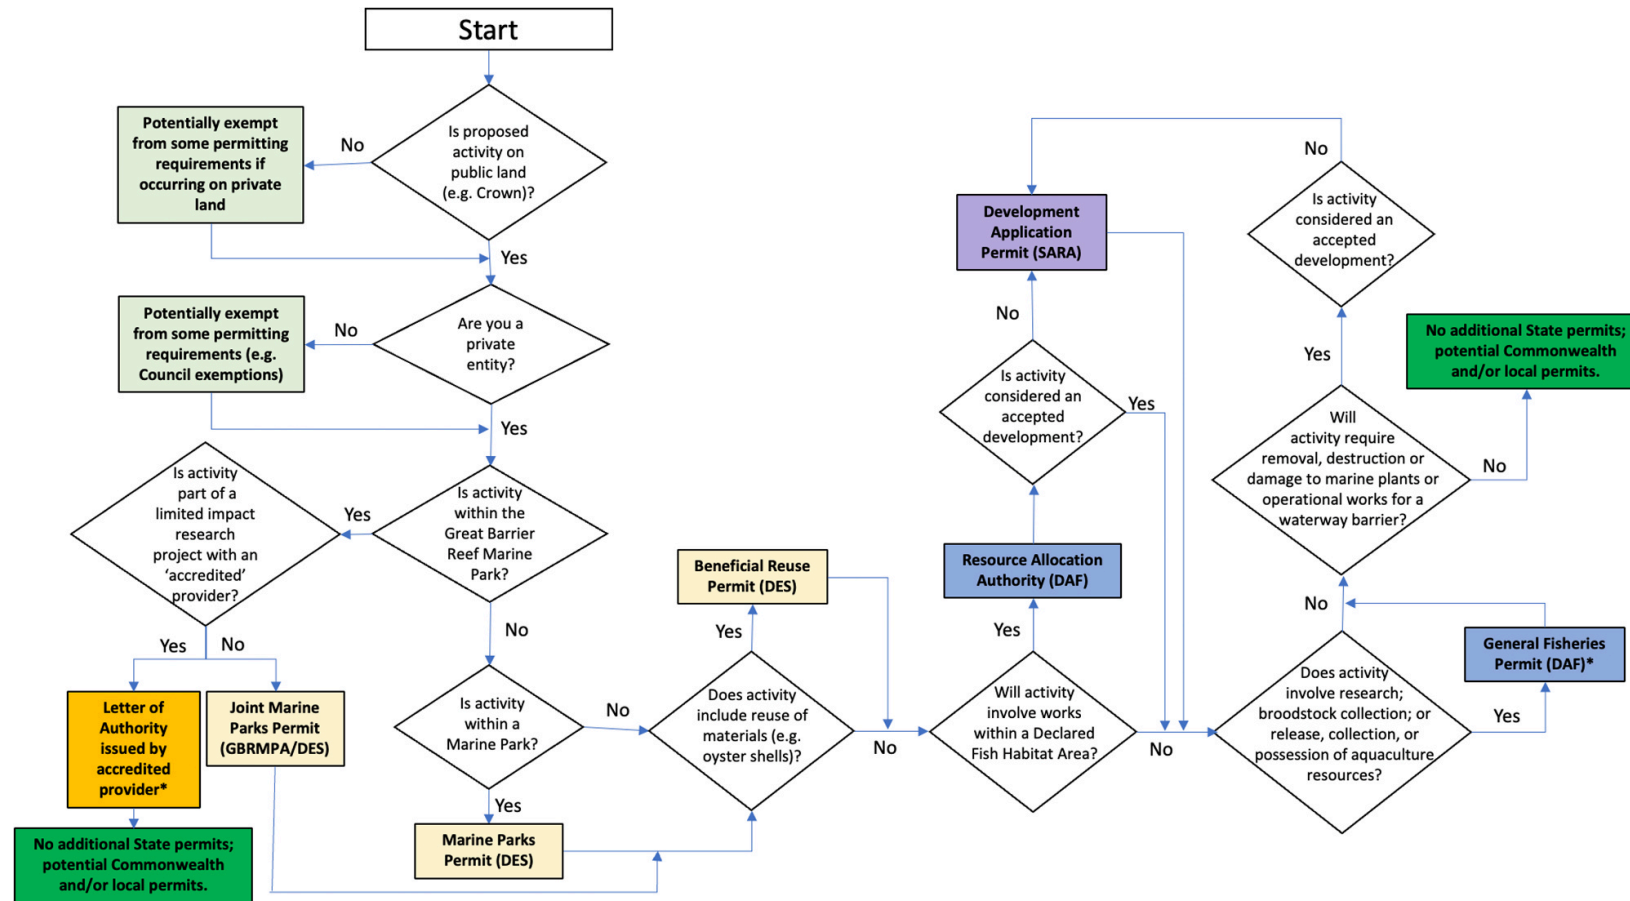 Start
Is proposed
activity on
public land
(e.g. Crown)?
No
Potentially exempt
from some permitting
requirements if
occurring on private
land
Yes
Are you a
private
entity?
No
Potentially exempt
from some permitting
requirements (e.g.
Council exemptions)
Yes
Is activity
within the
Great Barrier
Reef Marine
Park?
Yes
Is activity
part of a
limited impact
research
project with an
‘accredited’
provider?
Yes
No
Letter of
Authority
issued by
accredited
provider*
Joint Marine
Parks Permit
(GBRMPA/DES)
No additional State permits;
potential Commonwealth
and/or local permits.
No
Is activity
within a
Marine Park?
No
Yes
Marine Parks
Permit (DES)
Does activity
include reuse of
materials (e.g.
oyster shells)?
Yes
Beneficial Reuse
Permit (DES)
No
Will activity
involve works
within a Declared
Fish Habitat Area?
Yes
Resource Allocation
Authority (DAF)
Is activity
considered an
accepted
development?
Yes
No
Development
Application
Permit (SARA)
No
Does activity
involve research;
broodstock collection; or
release, collection, or
possession of aquaculture
resources?
Yes
General Fisheries
Permit (DAF)*
No
Will
activity require
removal, destruction or
damage to marine plants or
operational works for a
waterway barrier?
No
No additional State permits;
potential Commonwealth
and/or local permits.
Yes
Is activity
considered an
accepted
development?
No